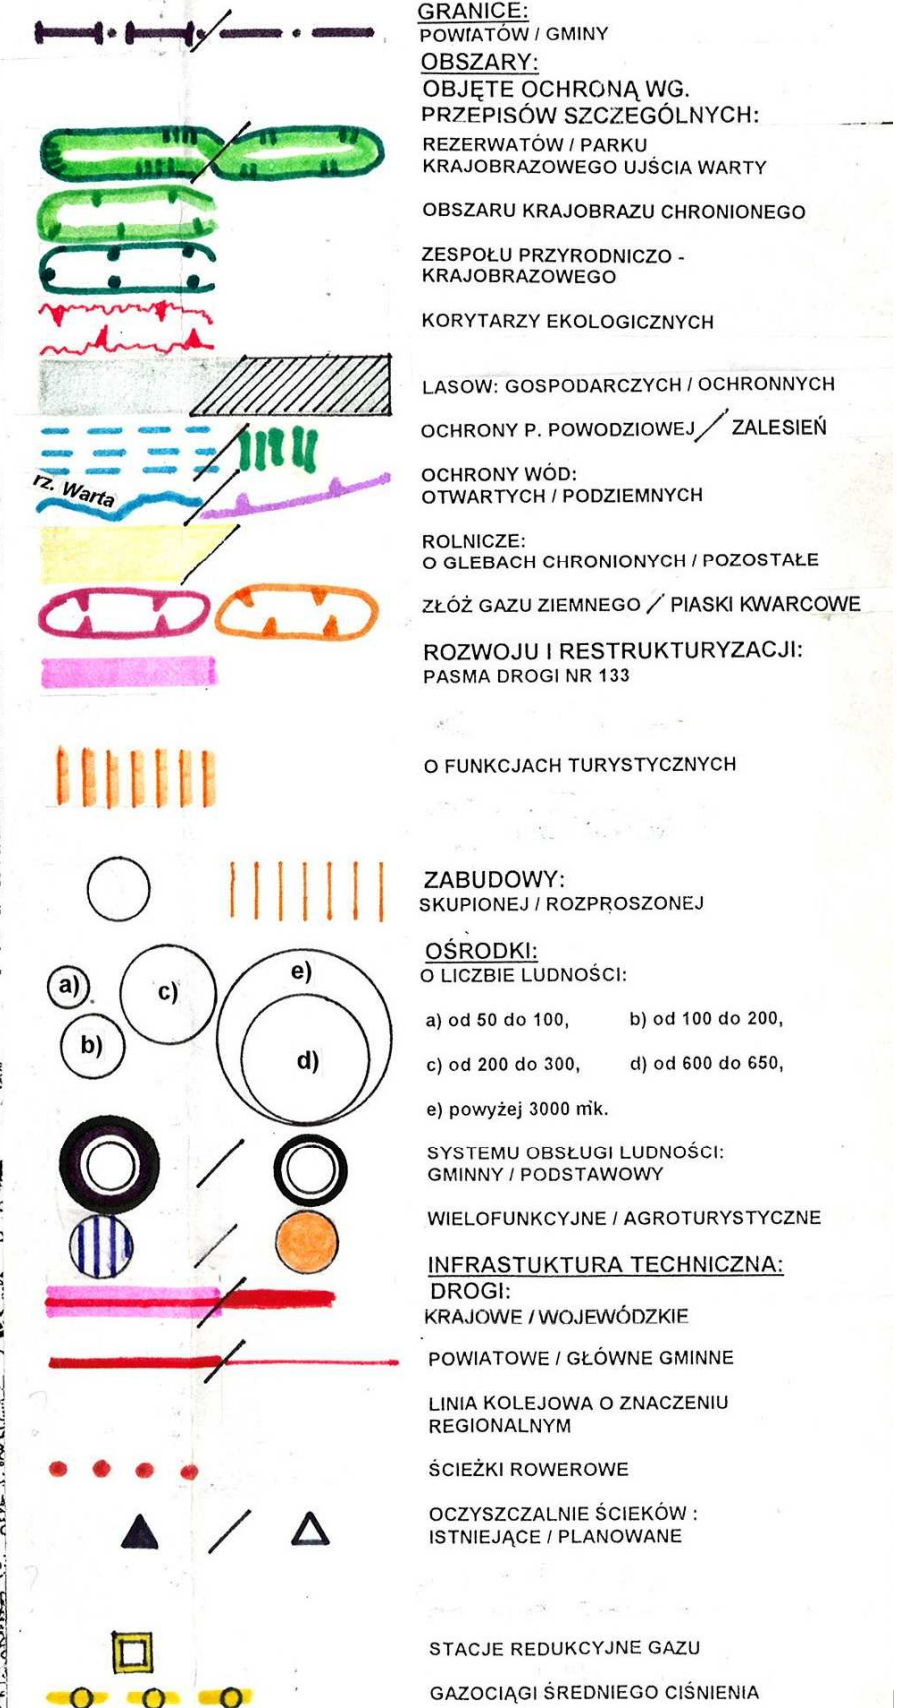 GRANICE:
POWIATÓW / GMINY
OBSZARY:
OBJĘTE OCHRONĄ WG.
PRZEPISÓW SZCZEGÓLNYCH:
REZERWATÓW / PARKU
KRAJOBRAZOWEGO UJŚCIA WARTY
OBSZARU KRAJOBRAZU CHRONIONEGO
ZESPOŁU PRZYRODNICZO -
KRAJOBRAZOWEGO
KORYTARZY EKOLOGICZNYCH
LASOW: GOSPODARCZYCH / OCHRONNYCH
OCHRONY P. POWODZIOWEJ / ZALESIEŃ
rz. Warta
OCHRONY WÓD:
OTWARTYCH / PODZIEMNYCH
ROLNICZE:
O GLEBACH CHRONIONYCH / POZOSTAŁE
ZŁÓŻ GAZU ZIEMNEGO / PIASKI KWARCOWE
ROZWOJU I RESTRUKTURYZACJI:
PASMA DROGI NR 133
O FUNKCJACH TURYSTYCZNYCH
ZABUDOWY:
SKUPIONEJ / ROZPROSZONEJ
OŚRODKI:
O LICZBIE LUDNOŚCI:
a)
c)
e)
b)
d)
a) od 50 do 100, b) od 100 do 200,
c) od 200 do 300, d) od 600 do 650,
e) powyżej 3000 mk.
SYSTEMU OBSŁUGI LUDNOŚCI:
GMINNY / PODSTAWOWY
WIELOFUNKCYJNE / AGROTURYSTYCZNE
INFRASTUKTURA TECHNICZNA:
DROGI:
KRAJOWE / WOJEWÓDZKIE
POWIATOWE / GŁÓWNE GMINNE
LINIA KOLEJOWA O ZNACZENIU
REGIONALNYM
ŚCIEŻKI ROWEROWE
OCZYSZCZALNIE ŚCIEKÓW :
ISTNIEJĄCE / PLANOWANE
STACJE REDUKCYJNE GAZU
GAZOCIĄGI ŚREDNIEGO CIŚNIENIA